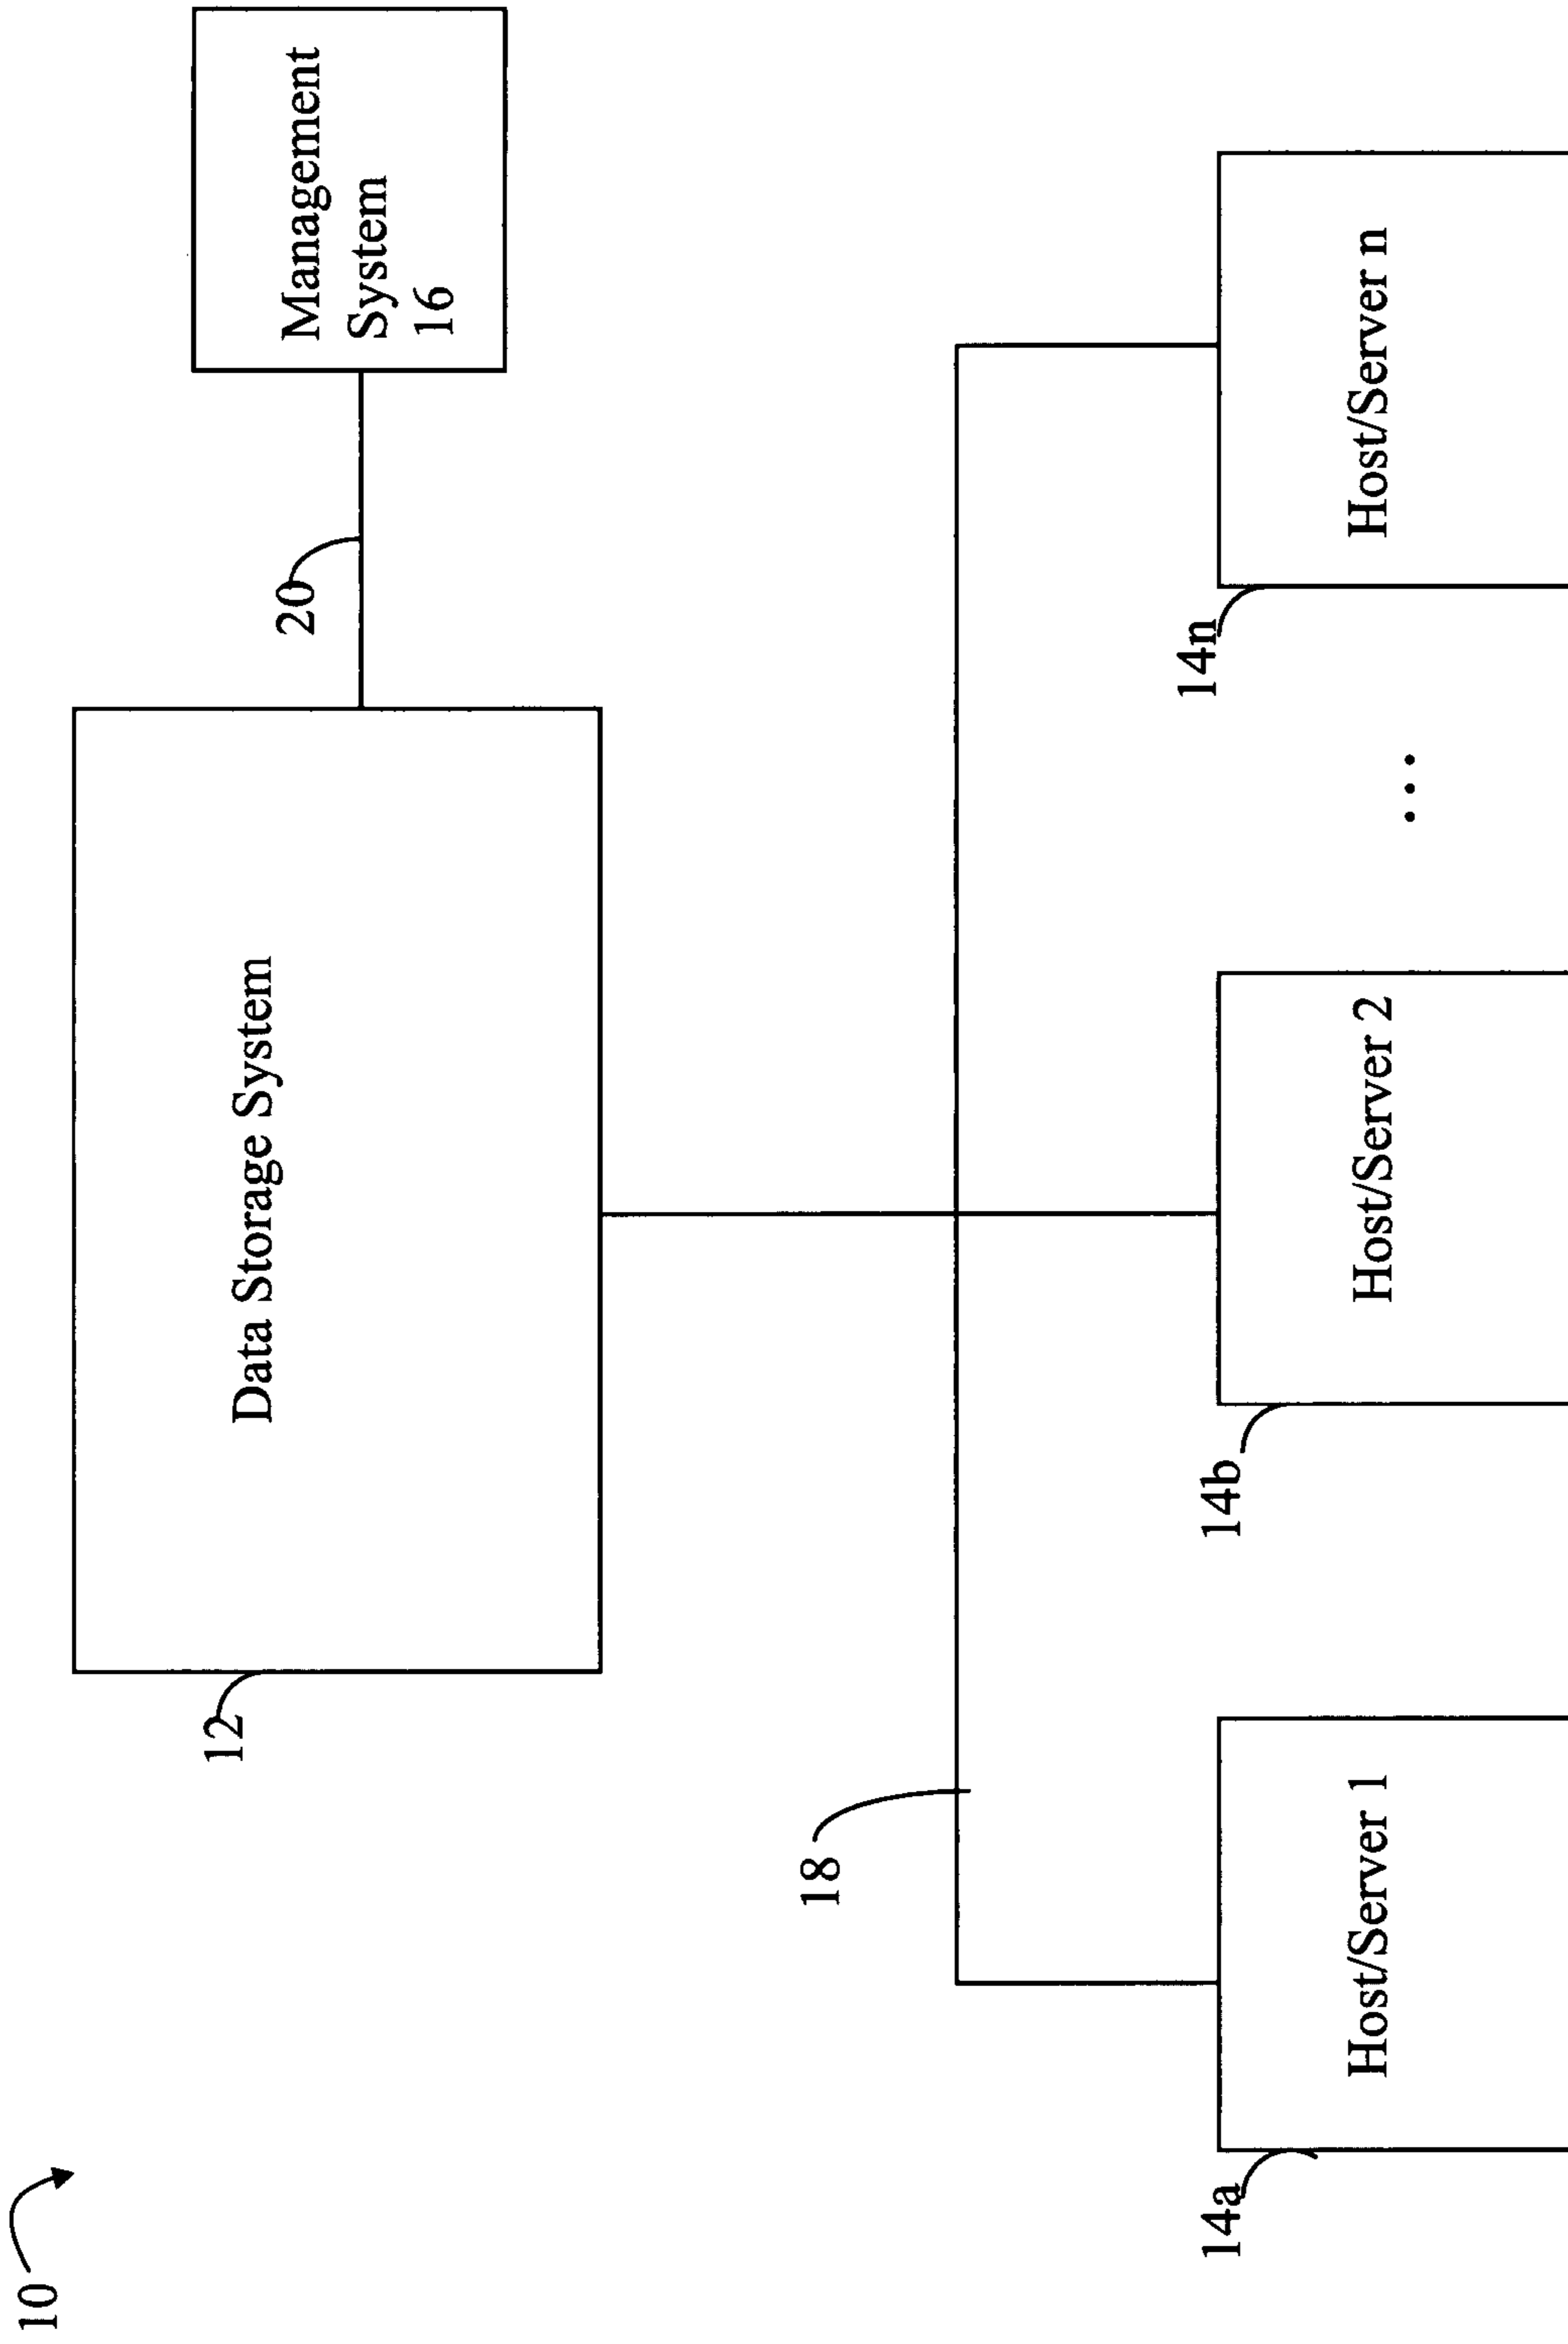 10
12
Data Storage System
20
Management
System
16
18
14a
Host/Server 1
14b
Host/Server 2
...
14n
Host/Server n